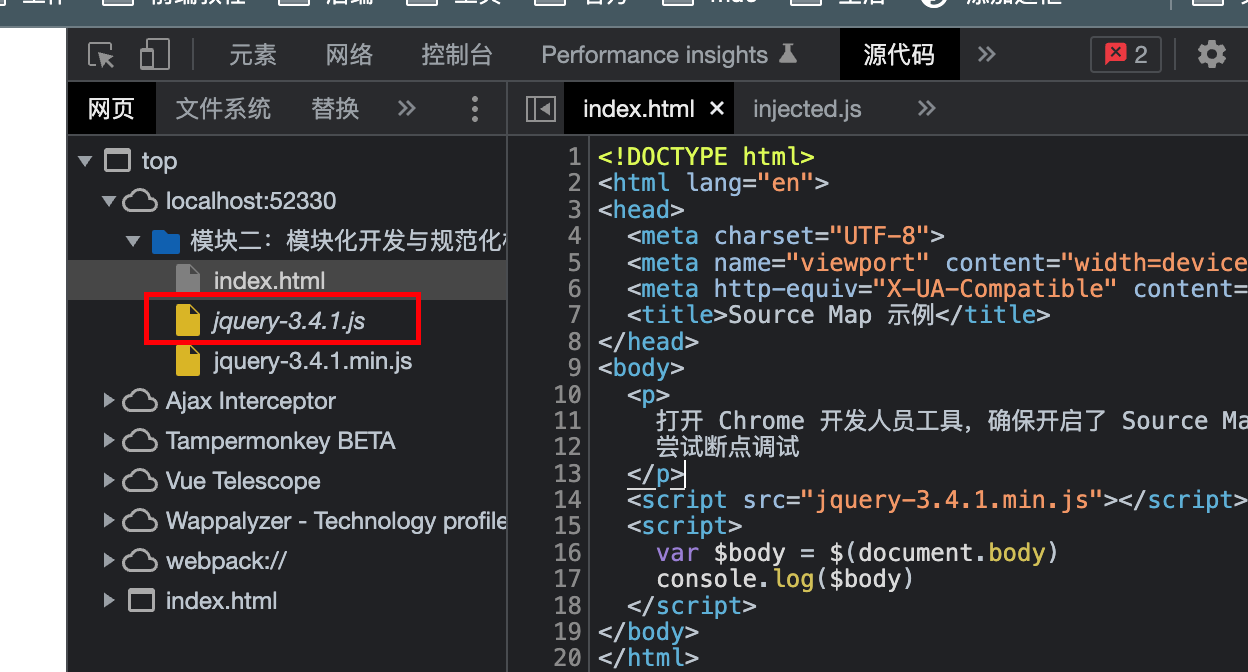 元素 网络 控制台 Performance insights 源代码 » 2
网页 文件系统 替换 »
index.html × injected.js »
top
localhost:52330
模块二：模块化开发与规范化
index.html
jquery-3.4.1.js
jquery-3.4.1.min.js
Ajax Interceptor
Tampermonkey BETA
Vue Telescope
Wappalyzer - Technology profile
webpack://
index.html
1 <!DOCTYPE html>
2 <html lang="en">
3 <head>
4 <meta charset="UTF-8">
5 <meta name="viewport" content="width=device
6 <meta http-equiv="X-UA-Compatible" content=
7 <title>Source Map 示例</title>
8 </head>
9 <body>
10 <p>
11 打开 Chrome 开发人员工具，确保开启了 Source Ma
12 尝试断点调试
13 </p>
14 <script src="jquery-3.4.1.min.js"></script>
15 <script>
16 var $body = $(document.body)
17 console.log($body)
18 </script>
19 </body>
20 </html>